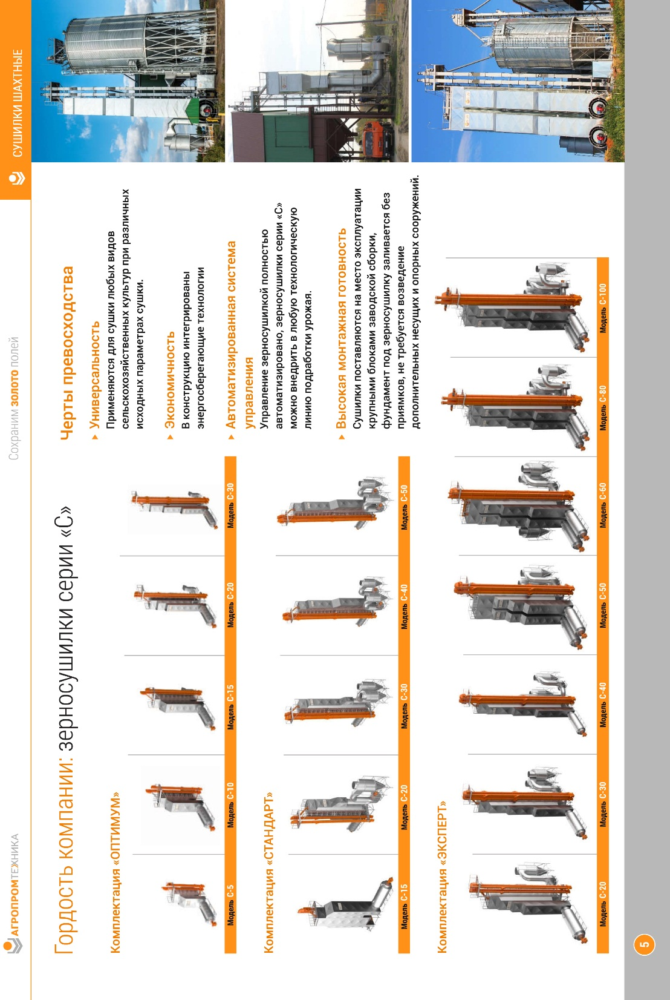 АГРОПРОМТЕХНИКА
Сохраним золото полей
СУШИЛКИ ШАХТНЫЕ
Гордость компании: зерносушилки серии «С»
Комплектация «ОПТИМУМ»
Модель С-5
Модель С-10
Модель С-15
Модель С-20
Модель С-30
Комплектация «СТАНДАРТ»
Модель С-15
Модель С-20
Модель С-30
Модель С-40
Модель С-50
Комплектация «ЭКСПЕРТ»
Модель С-20
Модель С-30
Модель С-40
Модель С-50
Модель С-60
Модель С-80
Модель С-100
Черты превосходства
Универсальность
Применяются для сушки любых видов
сельскохозяйственных культур при различных
исходных параметрах сушки.
Экономичность
В конструкцию интегрированы
энергосберегающие технологии
Автоматизированная система
управления
Управление зерносушилкой полностью
автоматизировано, зерносушилки серии «С»
можно внедрить в любую технологическую
линию подработки урожая.
Высокая монтажная готовность
Сушилки поставляются на место эксплуатации
крупными блоками заводской сборки,
фундамент под зерносушилку заливается без
приямков, не требуется возведение
дополнительных несущих и опорных сооружений.
5